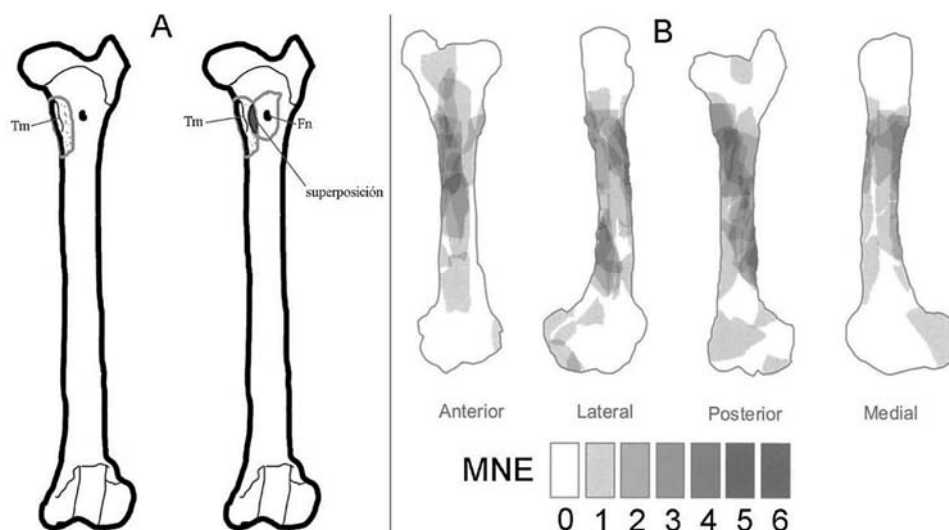 A
Tm
Tm
Fn
superposición
B
Anterior Lateral Posterior Medial
MNE
0 1 2 3 4 5 6